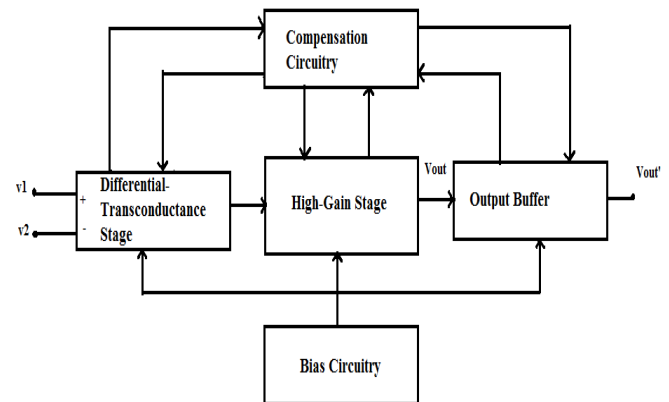 Compensation
Circuitry
v1
+
Differential-
Transconductance
Stage
v2
-
High-Gain Stage
Vout
Output Buffer
Vout'
Bias Circuitry